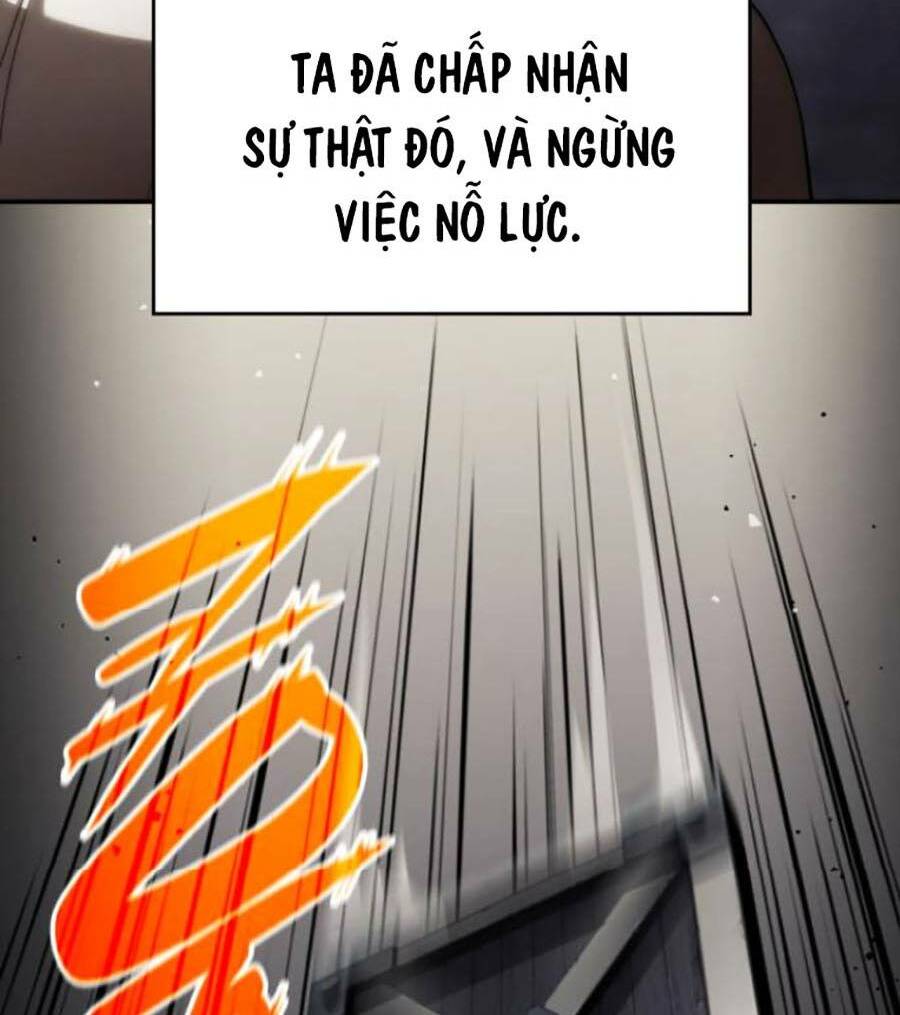 TA ĐÃ CHẤP NHẬN
SỰ THẬT ĐÓ, VÀ NGỪNG
VIỆC NỖ LỰC.